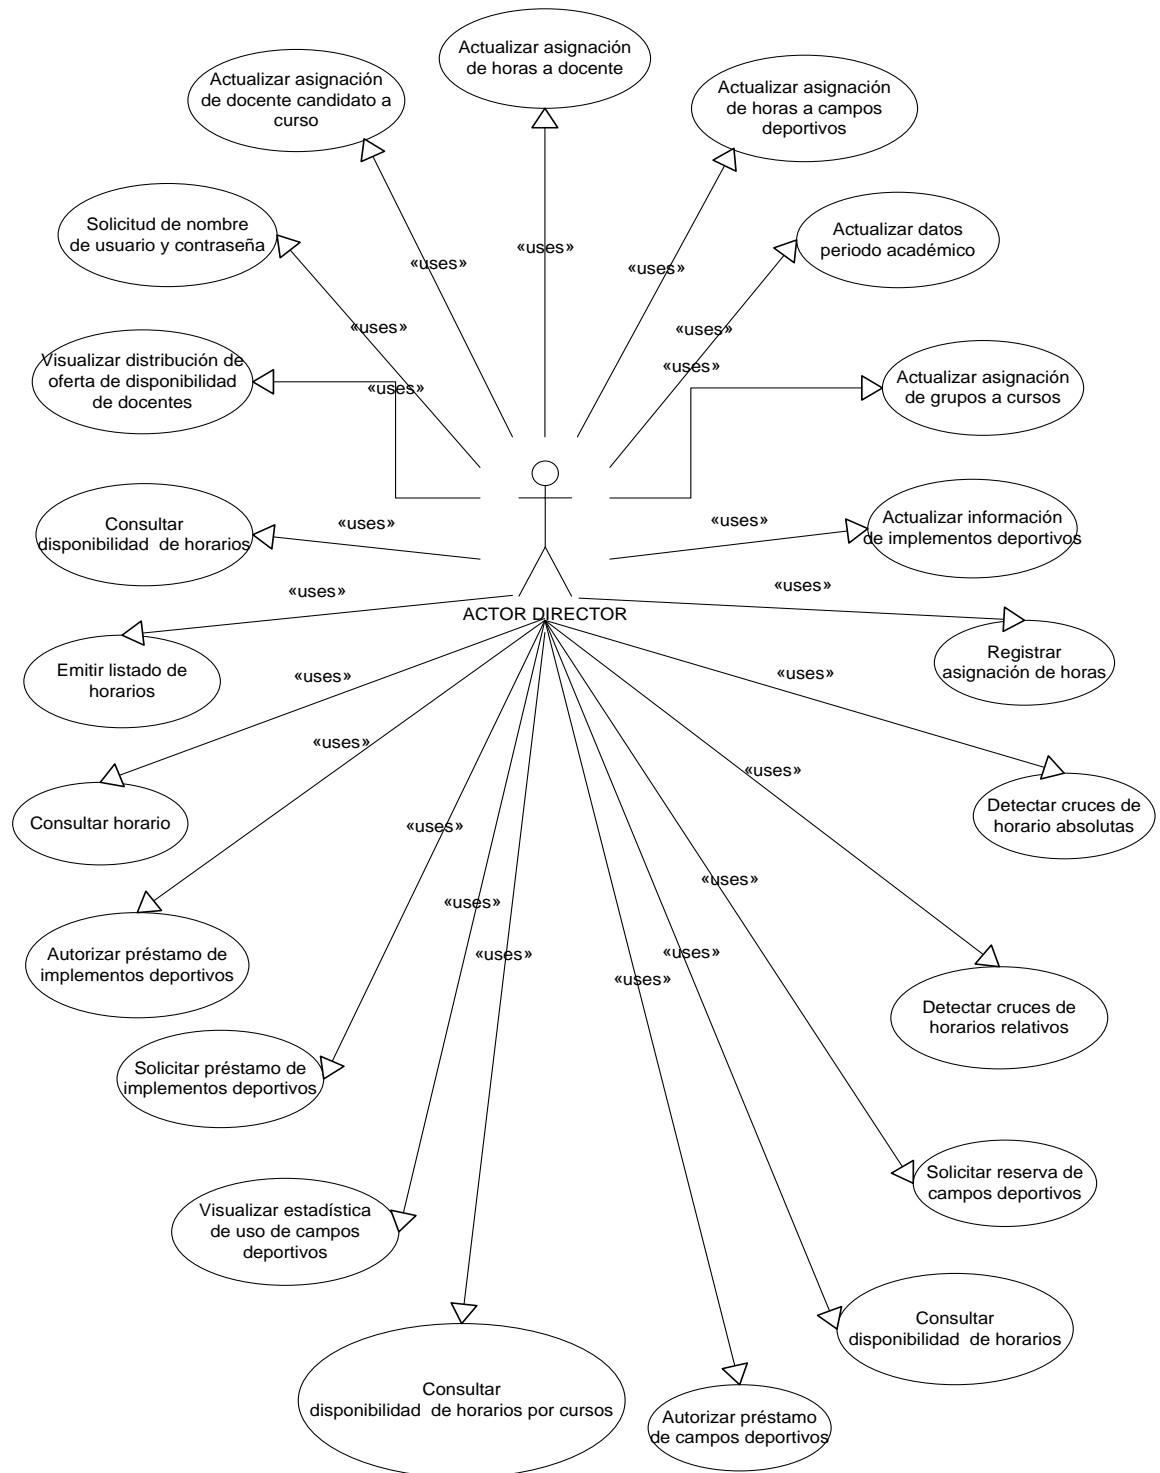 Actualizar asignación
de horas a docente
Actualizar asignación
de docente candidato a
curso
Actualizar asignación
de horas a campos
deportivos
Solicitud de nombre
de usuario y contraseña
Actualizar datos
periodo académico
«uses»
«uses»
«uses»
«uses»
«uses»
Visualizar distribución de
oferta de disponibilidad
de docentes
«uses»
«uses»
Actualizar asignación
de grupos a cursos
Consultar
disponibilidad  de horarios
«uses»
«uses»
Actualizar información
de implementos deportivos
«uses»
«uses»
ACTOR DIRECTOR
Emitir listado de
horarios
Registrar
asignación de horas
«uses»
«uses»
«uses»
«uses»
Consultar horario
Detectar cruces de
horario absolutas
«uses»
«uses»
«uses»
Autorizar préstamo de
implementos deportivos
«uses»
«uses»
«uses»
Detectar cruces de
horarios relativos
Solicitar préstamo de
implementos deportivos
Solicitar reserva de
campos deportivos
Visualizar estadística
de uso de campos
deportivos
Consultar
disponibilidad  de horarios
Consultar
disponibilidad  de horarios por cursos
Autorizar préstamo
de campos deportivos